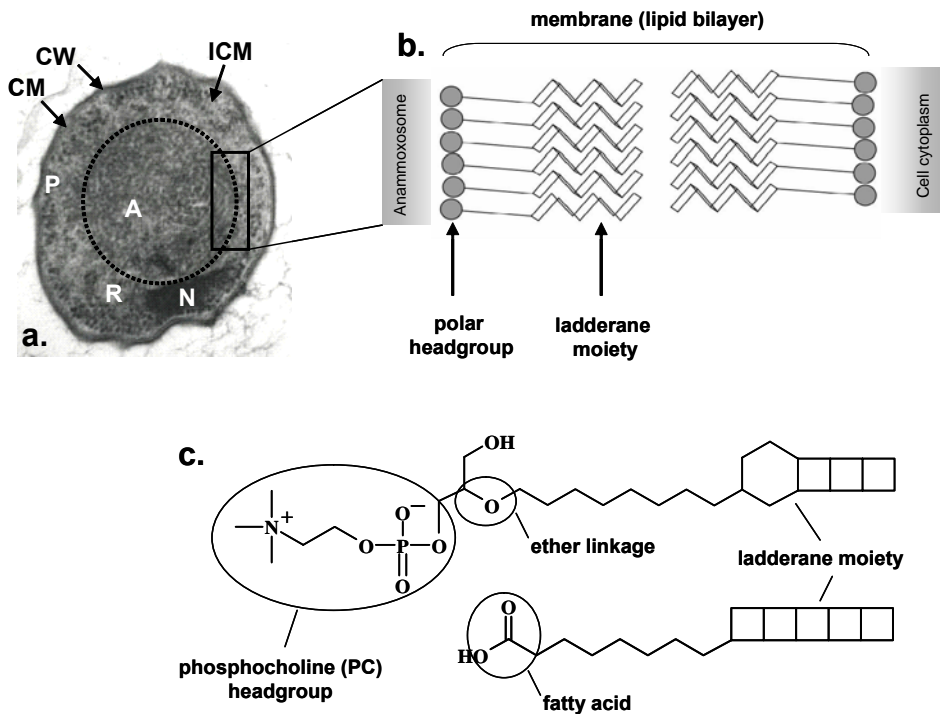 a.
CM
CW
ICM
P
A
R
N
b.
membrane (lipid bilayer)
Anammoxosome
Cell cytoplasm
polar
headgroup
ladderane
moiety
c.
OH
O
O−
N+
O
P
O
O
ether linkage
ladderane moiety
O
HO
phosphocholine (PC)
headgroup
fatty acid